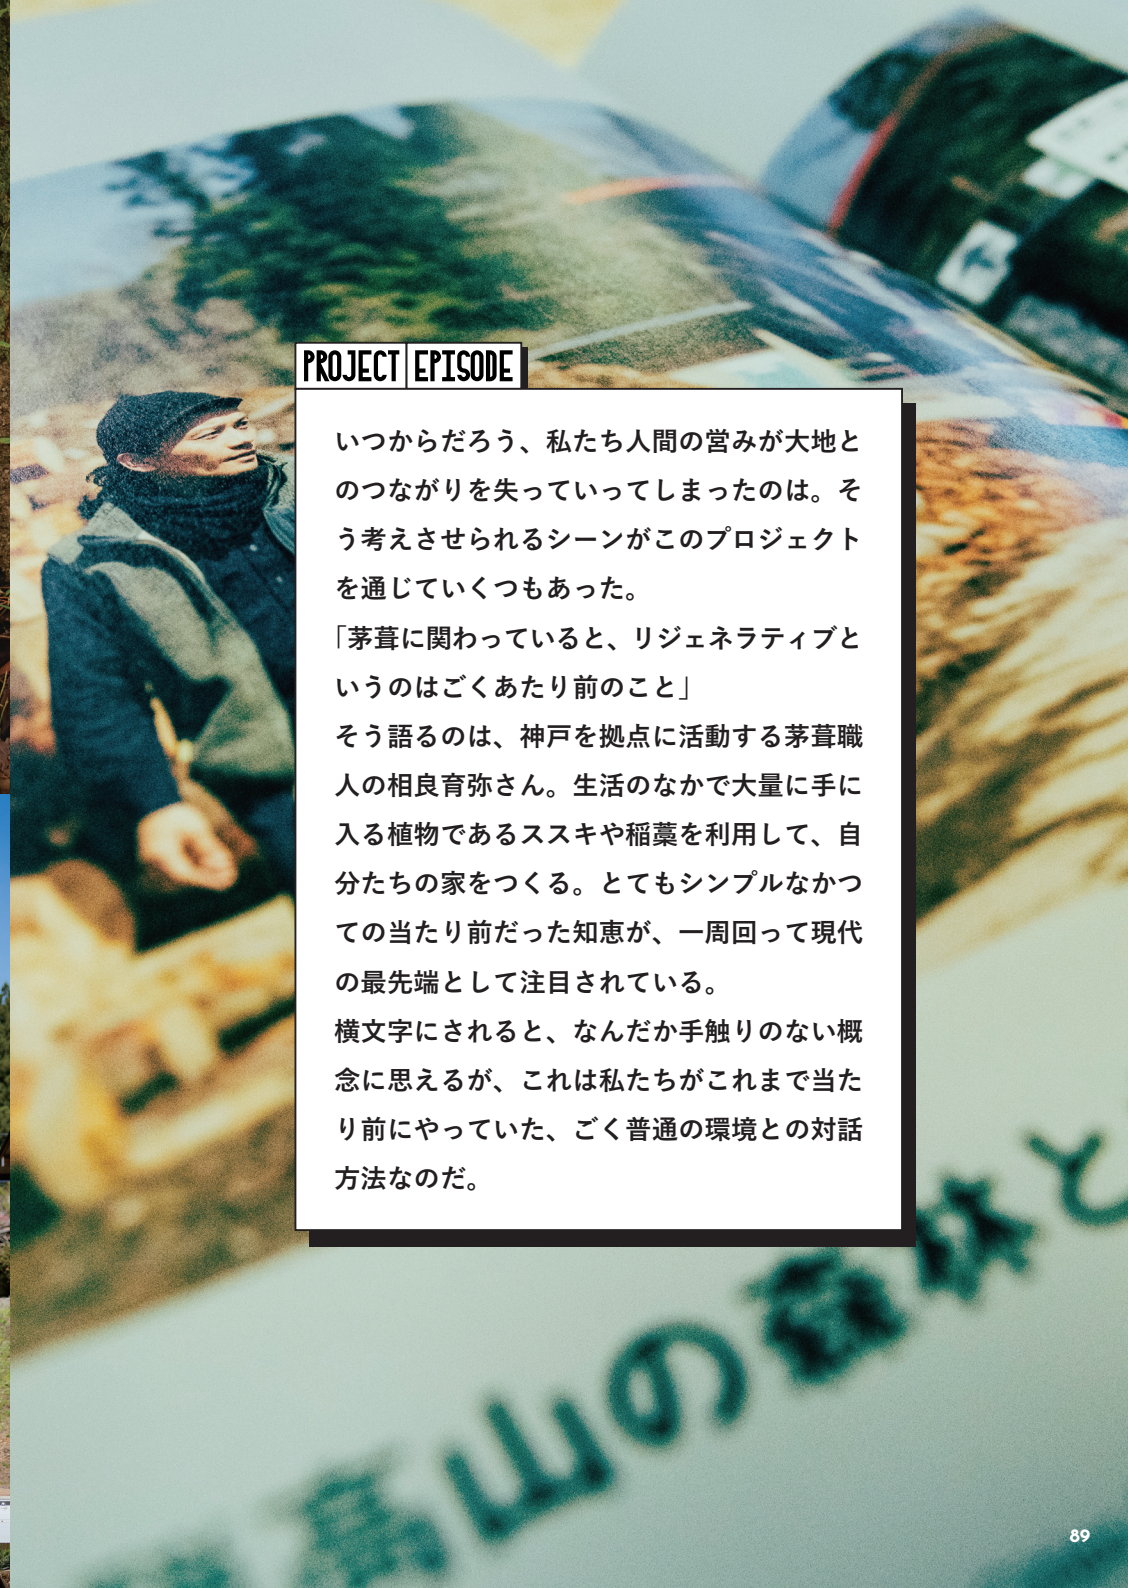 PROJECT EPISODE
いつからだろう、私たち人間の営みが大地と
のつながりを失っていってしまったのは。そ
う考えさせられるシーンがこのプロジェクト
を通じていくつもあった。
「茅葺に関わっていると、リジェネラティブと
いうのはごくあたり前のこと」
そう語るのは、神戸を拠点に活動する茅葺職
人の相良育弥さん。生活のなかで大量に手に
入る植物であるススキや稲藁を利用して、自
分たちの家をつくる。とてもシンプルなかつ
ての当たり前だった知恵が、一周回って現代
の最先端として注目されている。
横文字にされると、なんだか手触りのない概
念に思えるが、これは私たちがこれまで当た
り前にやっていた、ごく普通の環境との対話
方法なのだ。
高山の森林と
89